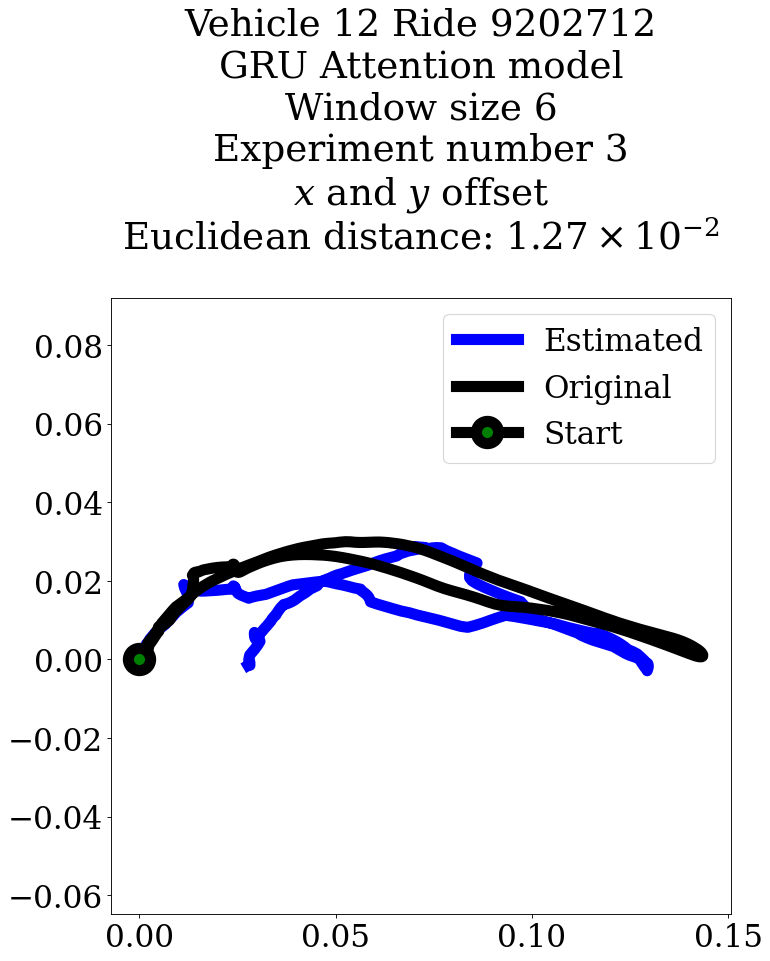 Vehicle 12 Ride 9202712
GRU Attention model
Window size 6
Experiment number 3
x and y offset
Euclidean distance: 1.27 × 10⁻²
Estimated
Original
Start
0.08
0.06
0.04
0.02
0.00
−0.02
−0.04
−0.06
0.00 0.05 0.10 0.15